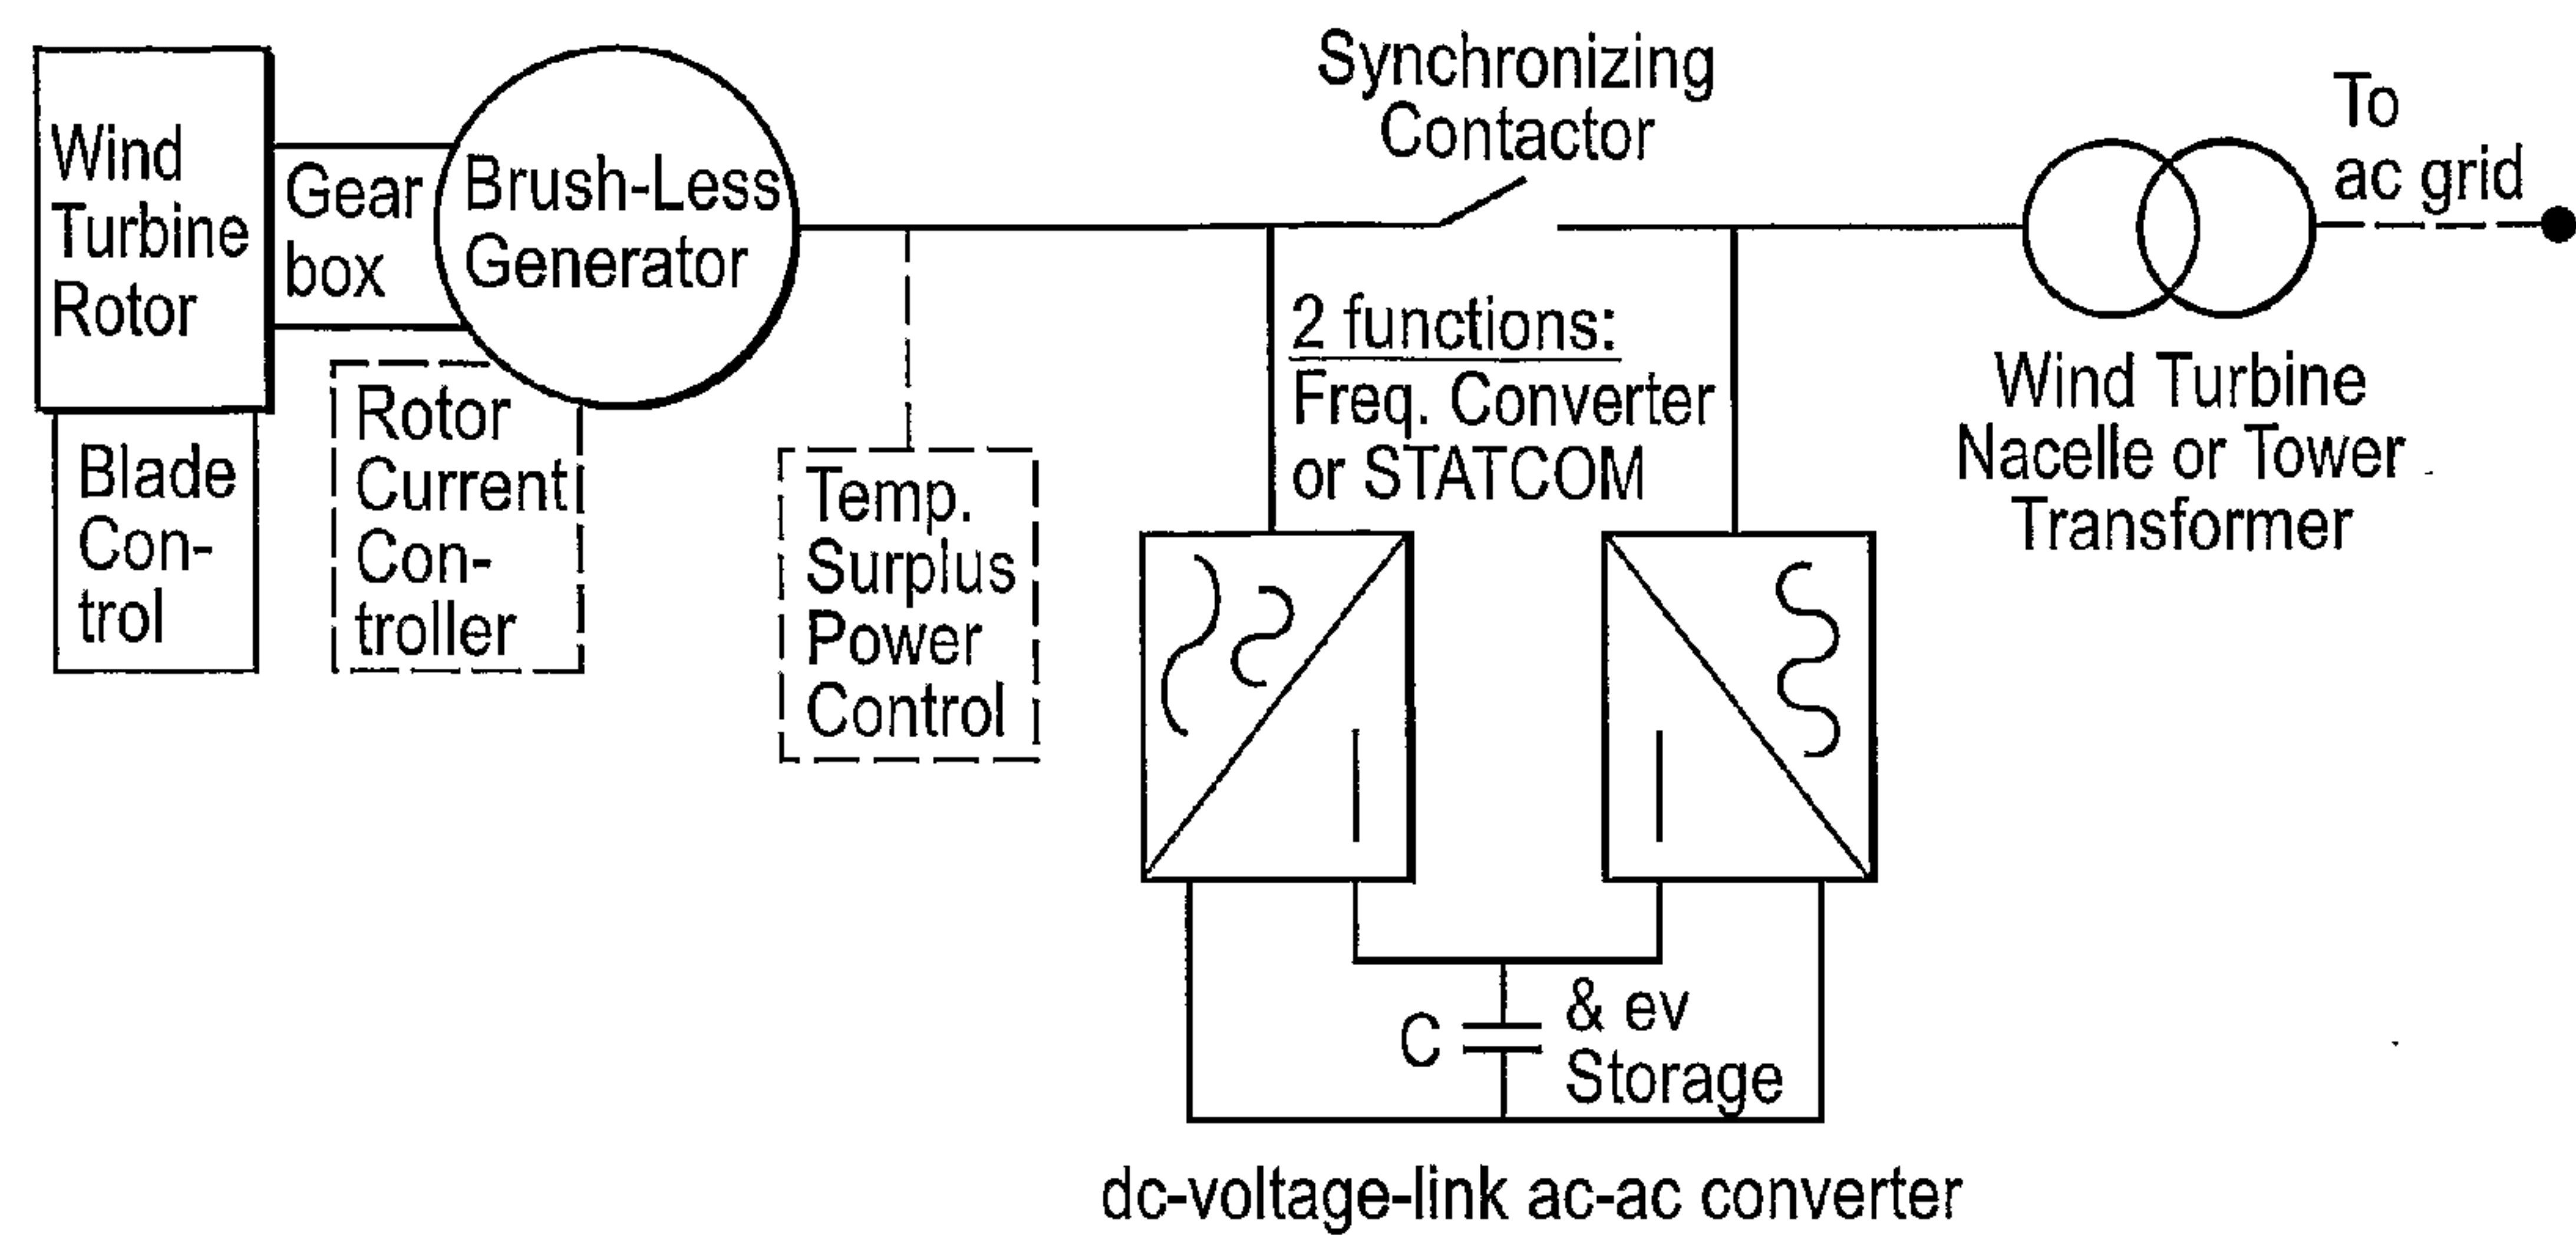 Wind
Turbine
Rotor
Gear
box
Brush-Less
Generator
Blade
Con-
trol
Rotor
Current
Con-
troller
Temp.
Surplus
Power
Control
Synchronizing
Contactor
2 functions:
Freq. Converter
or STATCOM
To
ac grid
Wind Turbine
Nacelle or Tower
Transformer
C
& ev
Storage
dc-voltage-link ac-ac converter